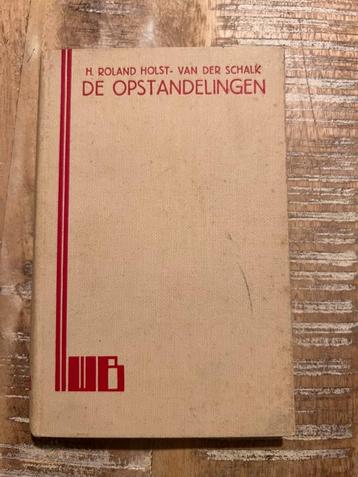 H. ROLAND HOLST - VAN DER SCHALK
DE OPSTANDELINGEN
WB